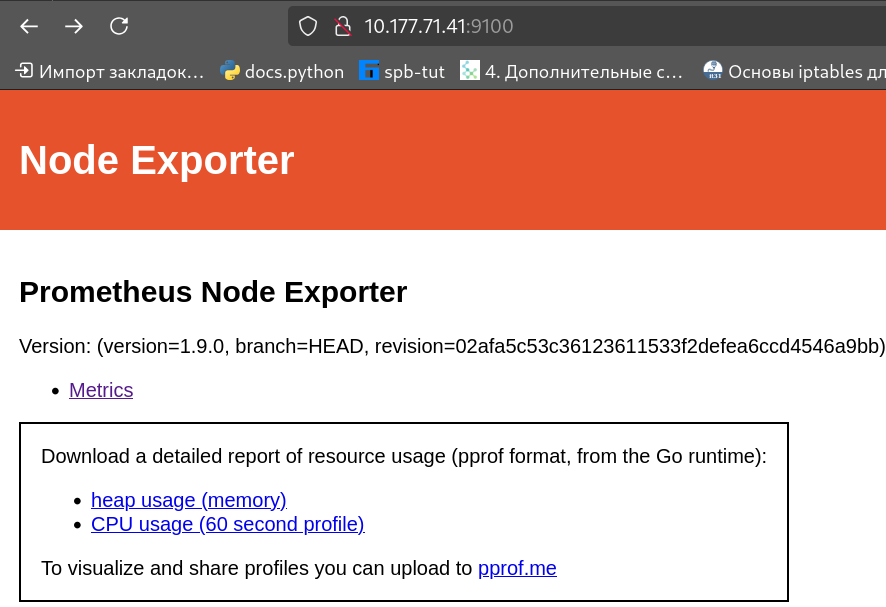 10.177.71.41:9100
Импорт закладок... docs.python spb-tut 4. Дополнительные с... Основы iptables дл
Node Exporter
Prometheus Node Exporter
Version: (version=1.9.0, branch=HEAD, revision=02afa5c53c36123611533f2defea6ccd4546a9bb)
Metrics
Download a detailed report of resource usage (pprof format, from the Go runtime):
heap usage (memory)
CPU usage (60 second profile)
To visualize and share profiles you can upload to pprof.me